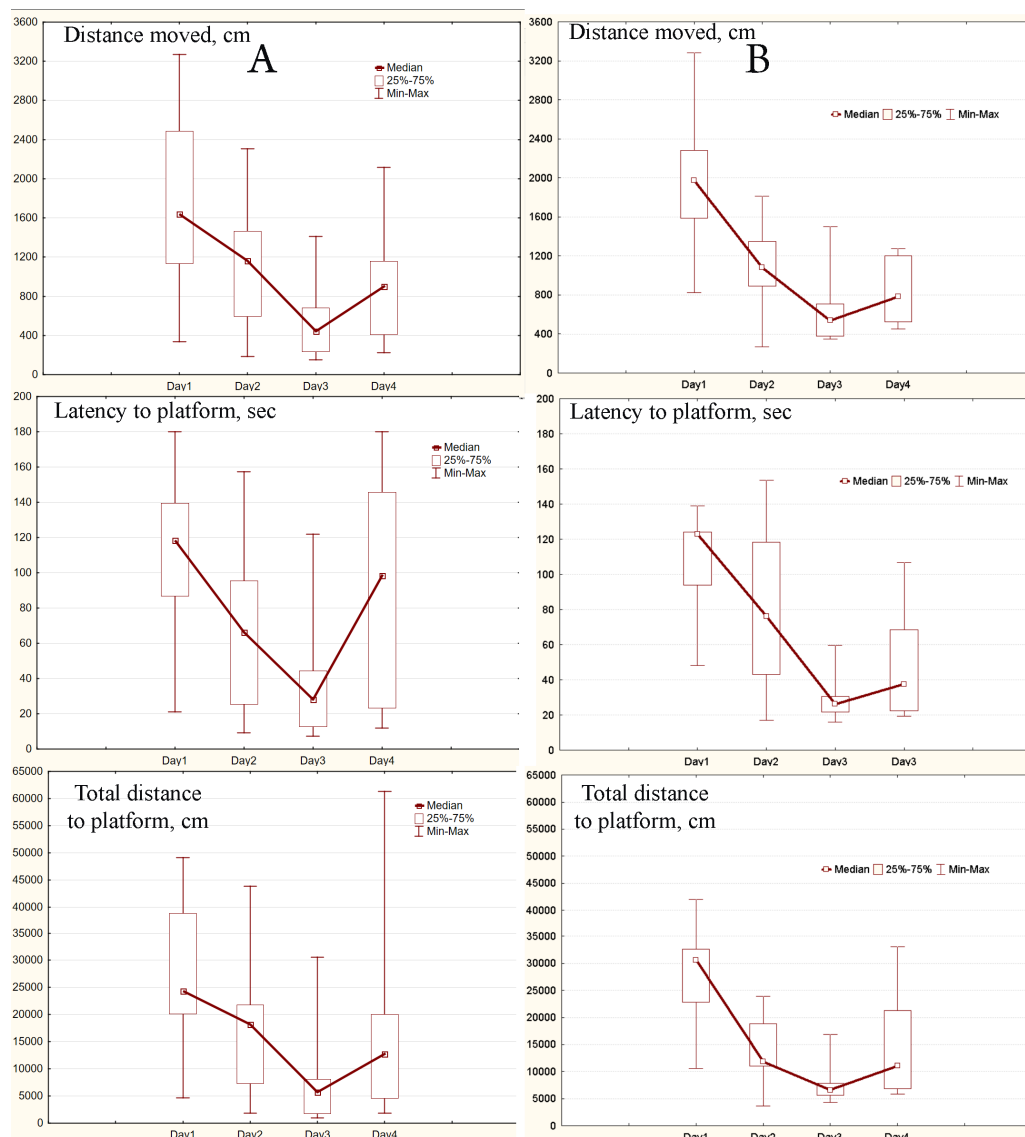 Distance moved, cm
A
Median
25%-75%
Min-Max
3600
3200
2800
2400
2000
1600
1200
800
400
0
Day1 Day2 Day3 Day4
Distance moved, cm
B
Median 25%-75% Min-Max
3600
3200
2800
2400
2000
1600
1200
800
400
0
Day1 Day2 Day3 Day4
Latency to platform, sec
Median
25%-75%
Min-Max
200
180
160
140
120
100
80
60
40
20
0
Day1 Day2 Day3 Day4
Latency to platform, sec
Median 25%-75% Min-Max
200
180
160
140
120
100
80
60
40
20
0
Day1 Day2 Day3 Day3
Total distance
to platform, cm
Median
25%-75%
Min-Max
65000
60000
55000
50000
45000
40000
35000
30000
25000
20000
15000
10000
5000
0
Day1 Day2 Day3 Day4
Total distance
to platform, cm
Median 25%-75% Min-Max
65000
60000
55000
50000
45000
40000
35000
30000
25000
20000
15000
10000
5000
0
Day1 Day2 Day3 Day4